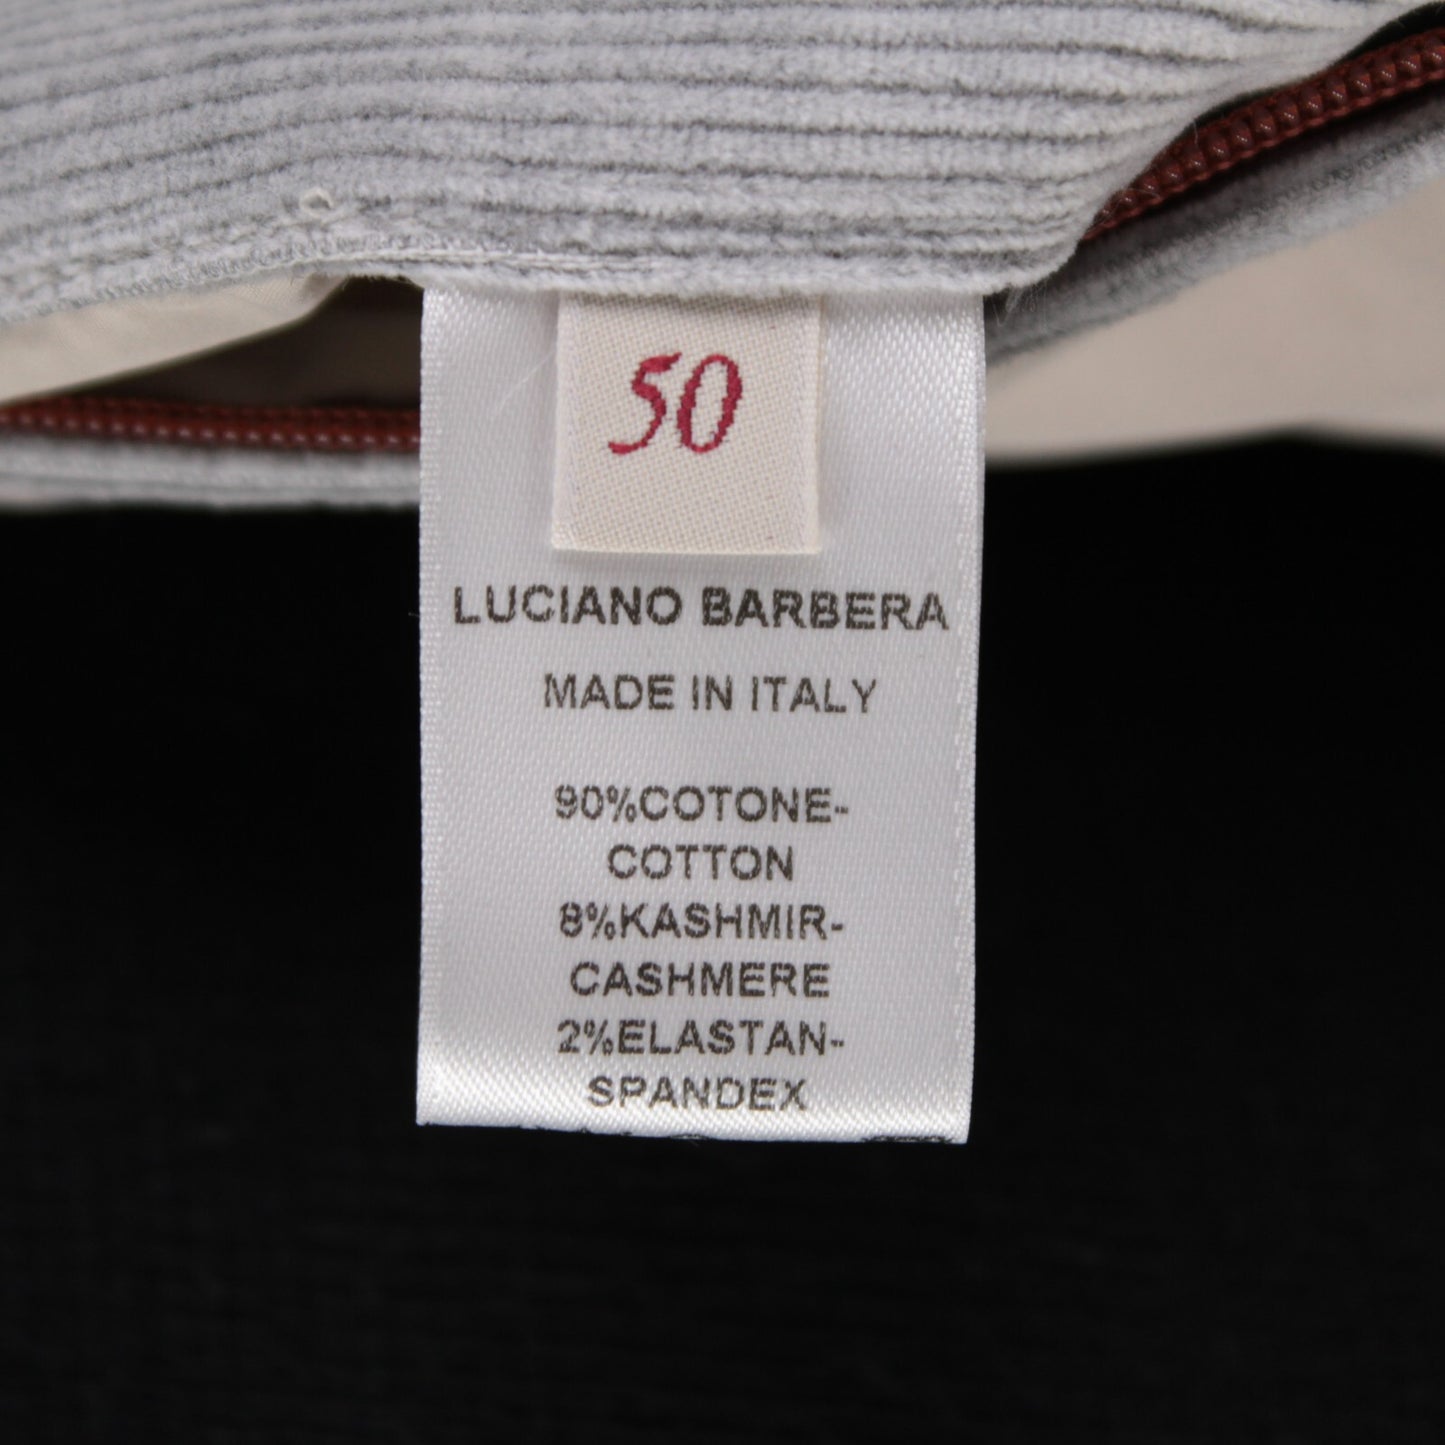 50
LUCIANO BARBERA
MADE IN ITALY
90%COTONE-
COTTON
8%KASHMIR-
CASHMERE
2%ELASTAN-
SPANDEX